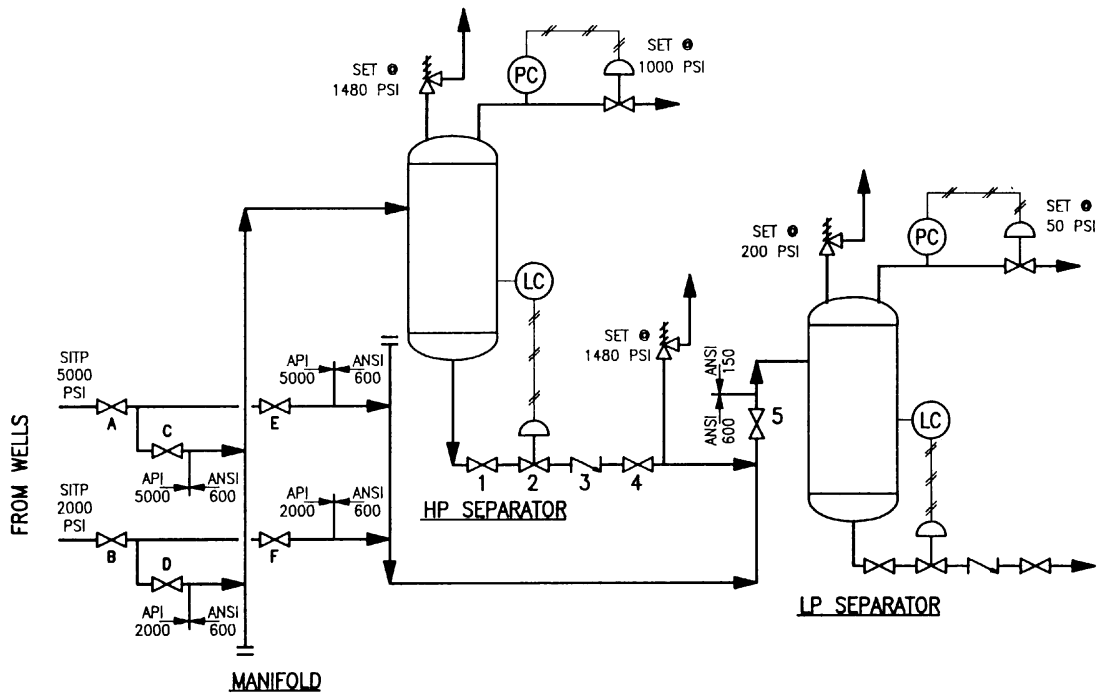 SET @
1480 PSI
PC
SET @
1000 PSI
SET @
200 PSI
PC
SET @
50 PSI
LC
SET @
1480 PSI
ANSI
150
ANSI
600
5
LC
FROM WELLS
SITP
5000
PSI
A
C
API
5000
ANSI
600
E
API
5000
ANSI
600
SITP
2000
PSI
B
D
API
2000
ANSI
600
F
API
2000
ANSI
600
1
2
3
4
HP SEPARATOR
LP SEPARATOR
MANIFOLD